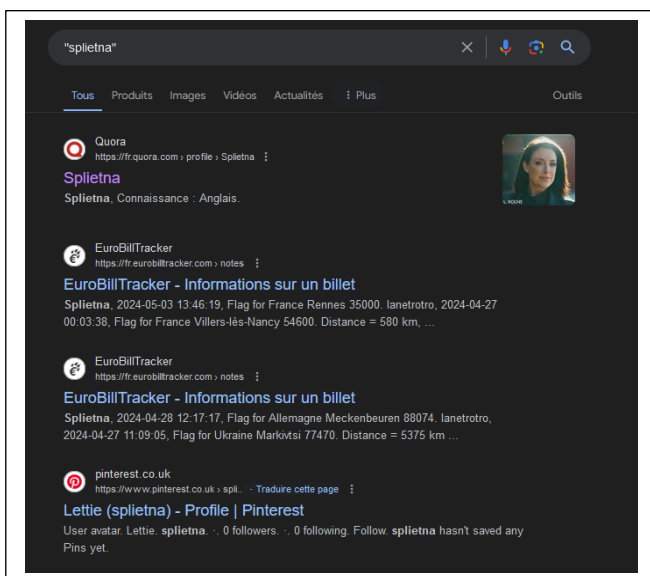 "splietna"
Tous Produits Images Vidéos Actualités Plus Outils
Quora
https://fr.quora.com › profile › Splietna
Splietna
Splietna, Connaissance : Anglais.
L. ROCHE
EuroBillTracker
https://fr.eurobilltracker.com › notes
EuroBillTracker - Informations sur un billet
Splietna, 2024-05-03 13:46:19, Flag for France Rennes 35000. lanetrotro, 2024-04-27
00:03:38, Flag for France Villers-lès-Nancy 54600. Distance = 580 km, ...
EuroBillTracker
https://fr.eurobilltracker.com › notes
EuroBillTracker - Informations sur un billet
Splietna, 2024-04-28 12:17:17, Flag for Allemagne Meckenbeuren 88074. lanetrotro,
2024-04-27 11:09:05, Flag for Ukraine Markivtsi 77470. Distance = 5375 km ...
pinterest.co.uk
https://www.pinterest.co.uk › spli.. · Traduire cette page
Lettie (splietna) - Profile | Pinterest
User avatar. Lettie. splietna. ·. 0 followers. ·. 0 following. Follow. splietna hasn't saved any
Pins yet.